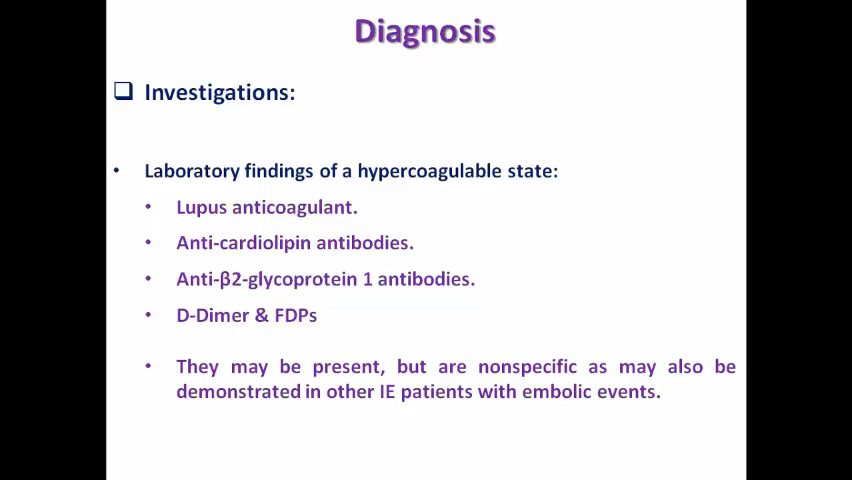 Diagnosis
❑ Investigations:
• Laboratory findings of a hypercoagulable state:
• Lupus anticoagulant.
• Anti-cardiolipin antibodies.
• Anti-β2-glycoprotein 1 antibodies.
• D-Dimer & FDPs
• They may be present, but are nonspecific as may also be
demonstrated in other IE patients with embolic events.